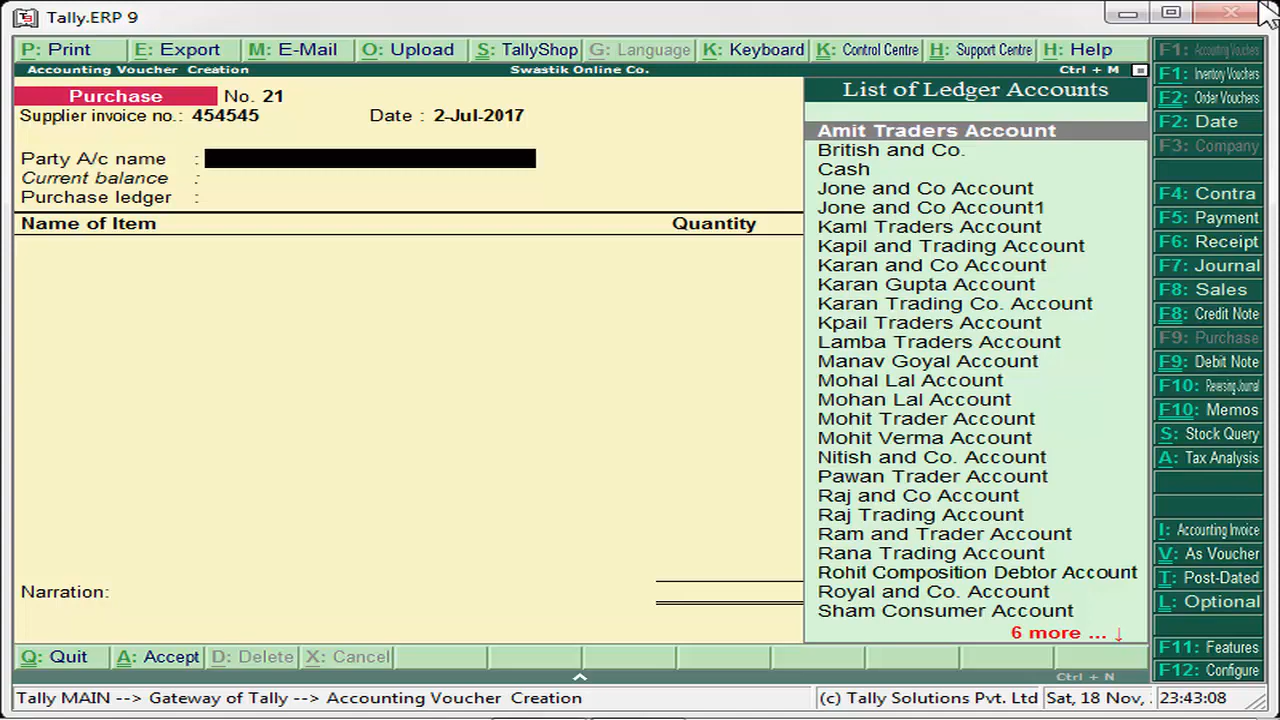 Tally.ERP 9
P: Print E: Export M: E-Mail O: Upload S: TallyShop G: Language K: Keyboard K: Control Centre H: Support Centre H: Help
Accounting Voucher Creation Swastik Online Co. Ctrl + M
Purchase No. 21
Supplier invoice no.: 454545 Date : 2-Jul-2017
Party A/c name :
Current balance :
Purchase ledger :
Name of Item Quantity
Narration:
List of Ledger Accounts
Amit Traders Account
British and Co.
Cash
Jone and Co Account
Jone and Co Account1
Kaml Traders Account
Kapil and Trading Account
Karan and Co Account
Karan Gupta Account
Karan Trading Co. Account
Kpail Traders Account
Lamba Traders Account
Manav Goyal Account
Mohal Lal Account
Mohan Lal Account
Mohit Trader Account
Mohit Verma Account
Nitish and Co. Account
Pawan Trader Account
Raj and Co Account
Raj Trading Account
Ram and Trader Account
Rana Trading Account
Rohit Composition Debtor Account
Royal and Co. Account
Sham Consumer Account
6 more ... ↓
F1: Accounting Vouchers
F1: Inventory Vouchers
F2: Order Vouchers
F2: Date
F3: Company
F4: Contra
F5: Payment
F6: Receipt
F7: Journal
F8: Sales
F8: Credit Note
F9: Purchase
F9: Debit Note
F10: Reversing Journal
F10: Memos
S: Stock Query
A: Tax Analysis
I: Accounting Invoice
V: As Voucher
T: Post-Dated
L: Optional
F11: Features
F12: Configure
Q: Quit A: Accept D: Delete X: Cancel
Ctrl + N
Tally MAIN --> Gateway of Tally --> Accounting Voucher Creation (c) Tally Solutions Pvt. Ltd Sat, 18 Nov, 23:43:08